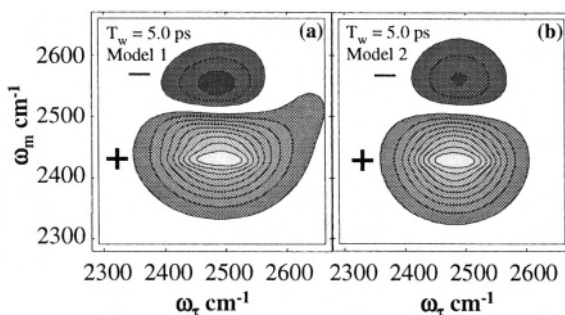 T_w = 5.0 ps (a)
Model 1
−
+
T_w = 5.0 ps (b)
Model 2
−
+
ω_m cm⁻¹
2600
2500
2400
2300
2300 2400 2500 2600
2300 2400 2500 2600
ω_τ cm⁻¹
ω_τ cm⁻¹